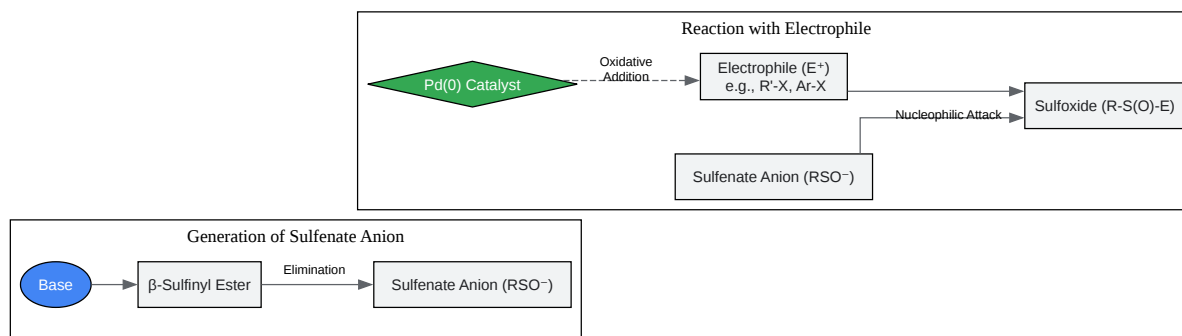 Reaction with Electrophile
Pd(0) Catalyst
Oxidative
Addition
Electrophile (E⁺)
e.g., R'-X, Ar-X
Sulfoxide (R-S(O)-E)
Nucleophilic Attack
Sulfenate Anion (RSO⁻)
Generation of Sulfenate Anion
Base
β-Sulfinyl Ester
Elimination
Sulfenate Anion (RSO⁻)